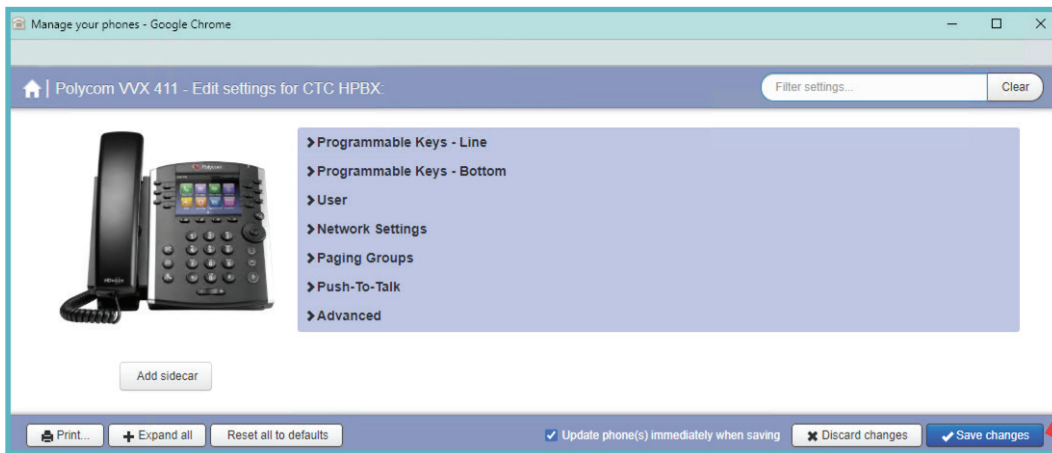 Manage your phones - Google Chrome
Polycom VVX 411 - Edit settings for CTC HPBX:
Filter settings...
Clear
Programmable Keys - Line
Programmable Keys - Bottom
User
Network Settings
Paging Groups
Push-To-Talk
Advanced
Add sidecar
Print...
Expand all
Reset all to defaults
Update phone(s) immediately when saving
Discard changes
Save changes